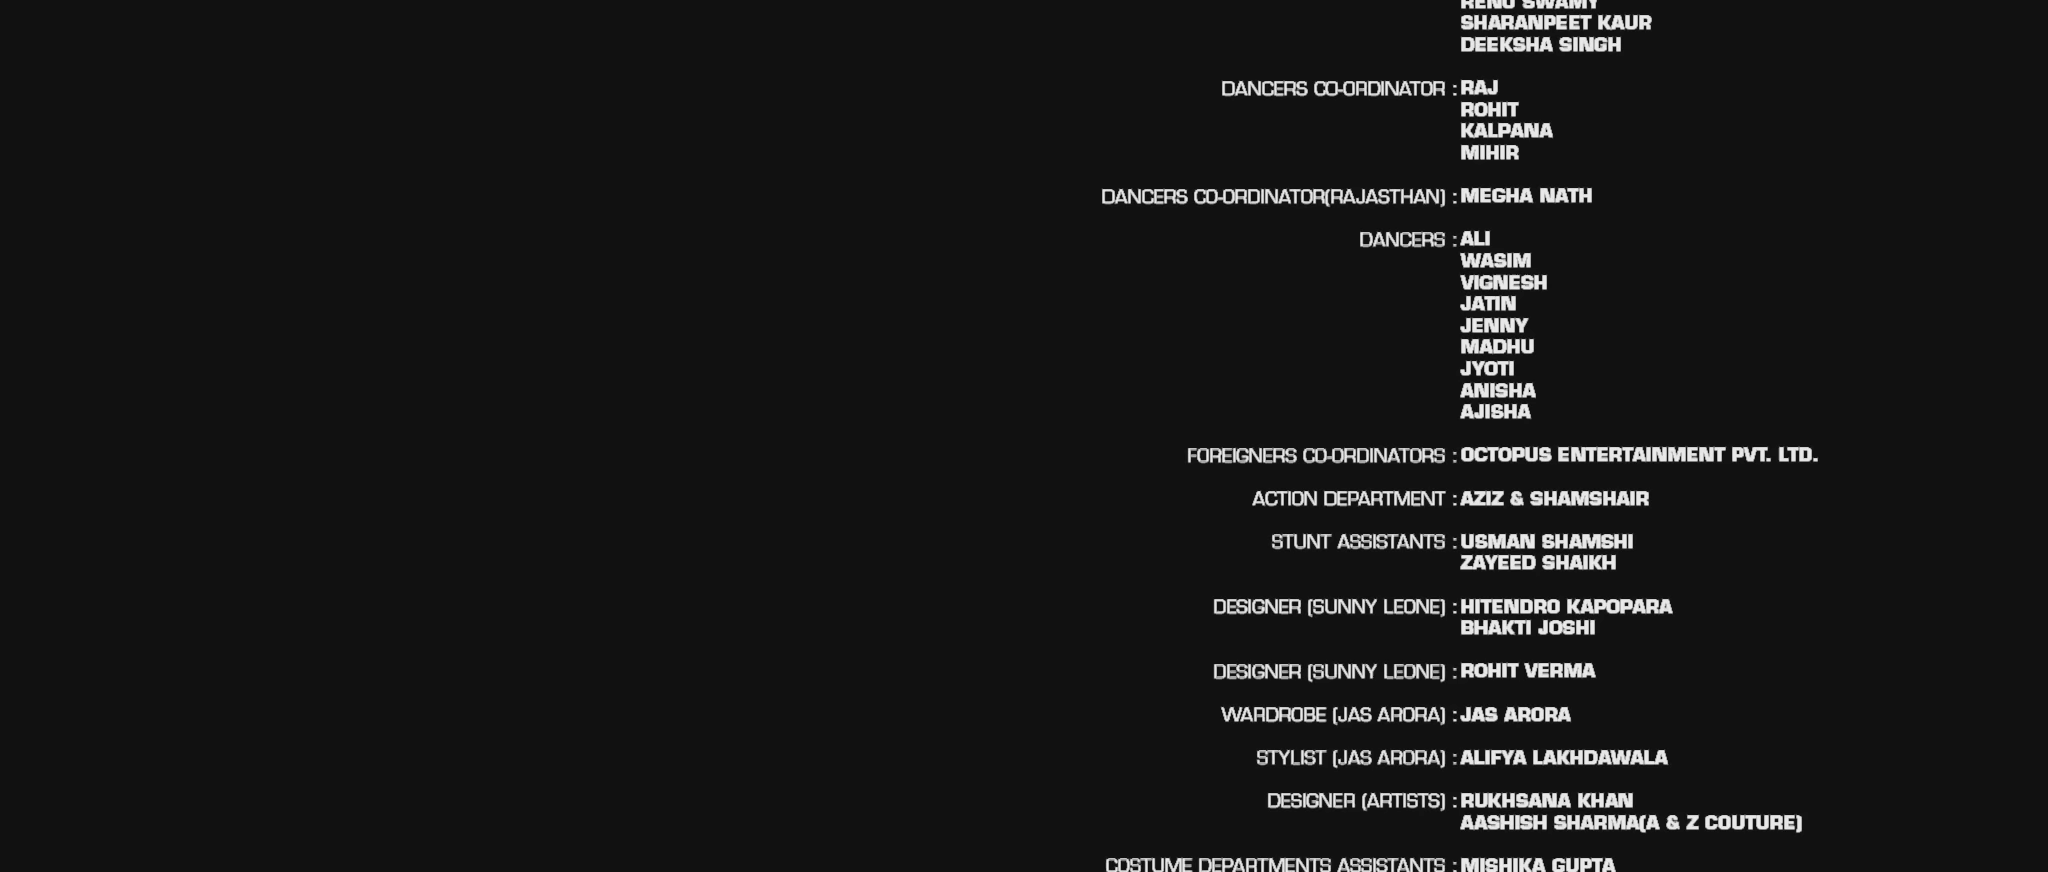 RENU SWAMY
SHARANPEET KAUR
DEEKSHA SINGH
DANCERS CO-ORDINATOR : RAJ
ROHIT
KALPANA
MIHIR
DANCERS CO-ORDINATOR(RAJASTHAN) : MEGHA NATH
DANCERS : ALI
WASIM
VIGNESH
JATIN
JENNY
MADHU
JYOTI
ANISHA
AJISHA
FOREIGNERS CO-ORDINATORS : OCTOPUS ENTERTAINMENT PVT. LTD.
ACTION DEPARTMENT : AZIZ & SHAMSHAIR
STUNT ASSISTANTS : USMAN SHAMSHI
ZAYEED SHAIKH
DESIGNER (SUNNY LEONE) : HITENDRO KAPOPARA
BHAKTI JOSHI
DESIGNER (SUNNY LEONE) : ROHIT VERMA
WARDROBE (JAS ARORA) : JAS ARORA
STYLIST (JAS ARORA) : ALIFYA LAKHDAWALA
DESIGNER (ARTISTS) : RUKHSANA KHAN
AASHISH SHARMA(A & Z COUTURE)
COSTUME DEPARTMENTS ASSISTANTS : MISHIKA GUPTA